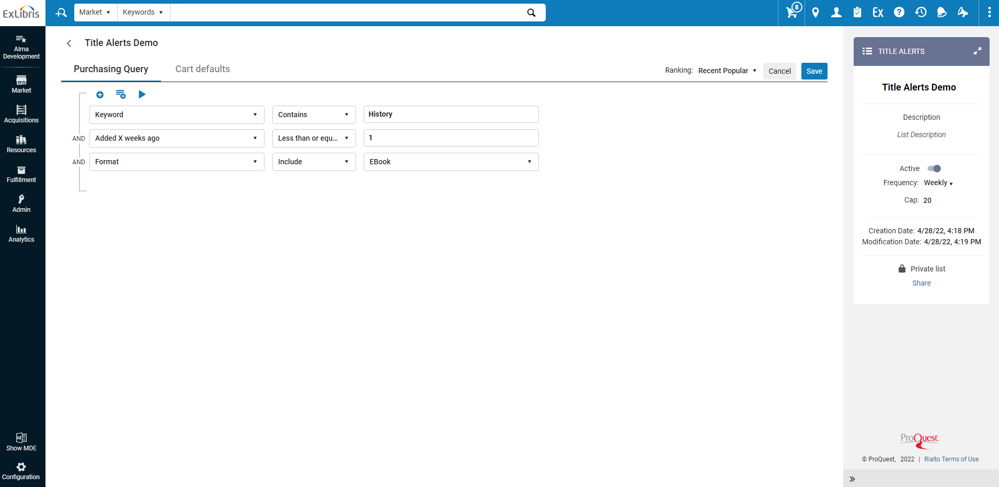 ExLibris
Market
Keywords
8
Ex
?
Alma
Development
Market
Acquisitions
Resources
Fulfillment
Admin
Analytics
Show MDE
Configuration
Title Alerts Demo
Purchasing Query
Cart defaults
Ranking: Recent Popular
Cancel
Save
Keyword
Contains
History
AND
Added X weeks ago
Less than or equ...
1
AND
Format
Include
EBook
TITLE ALERTS
Title Alerts Demo
Description
List Description
Active
Frequency: Weekly
Cap: 20
Creation Date: 4/28/22, 4:18 PM
Modification Date: 4/28/22, 4:19 PM
Private list
Share
ProQuest
© ProQuest, 2022 | Rialto Terms of Use